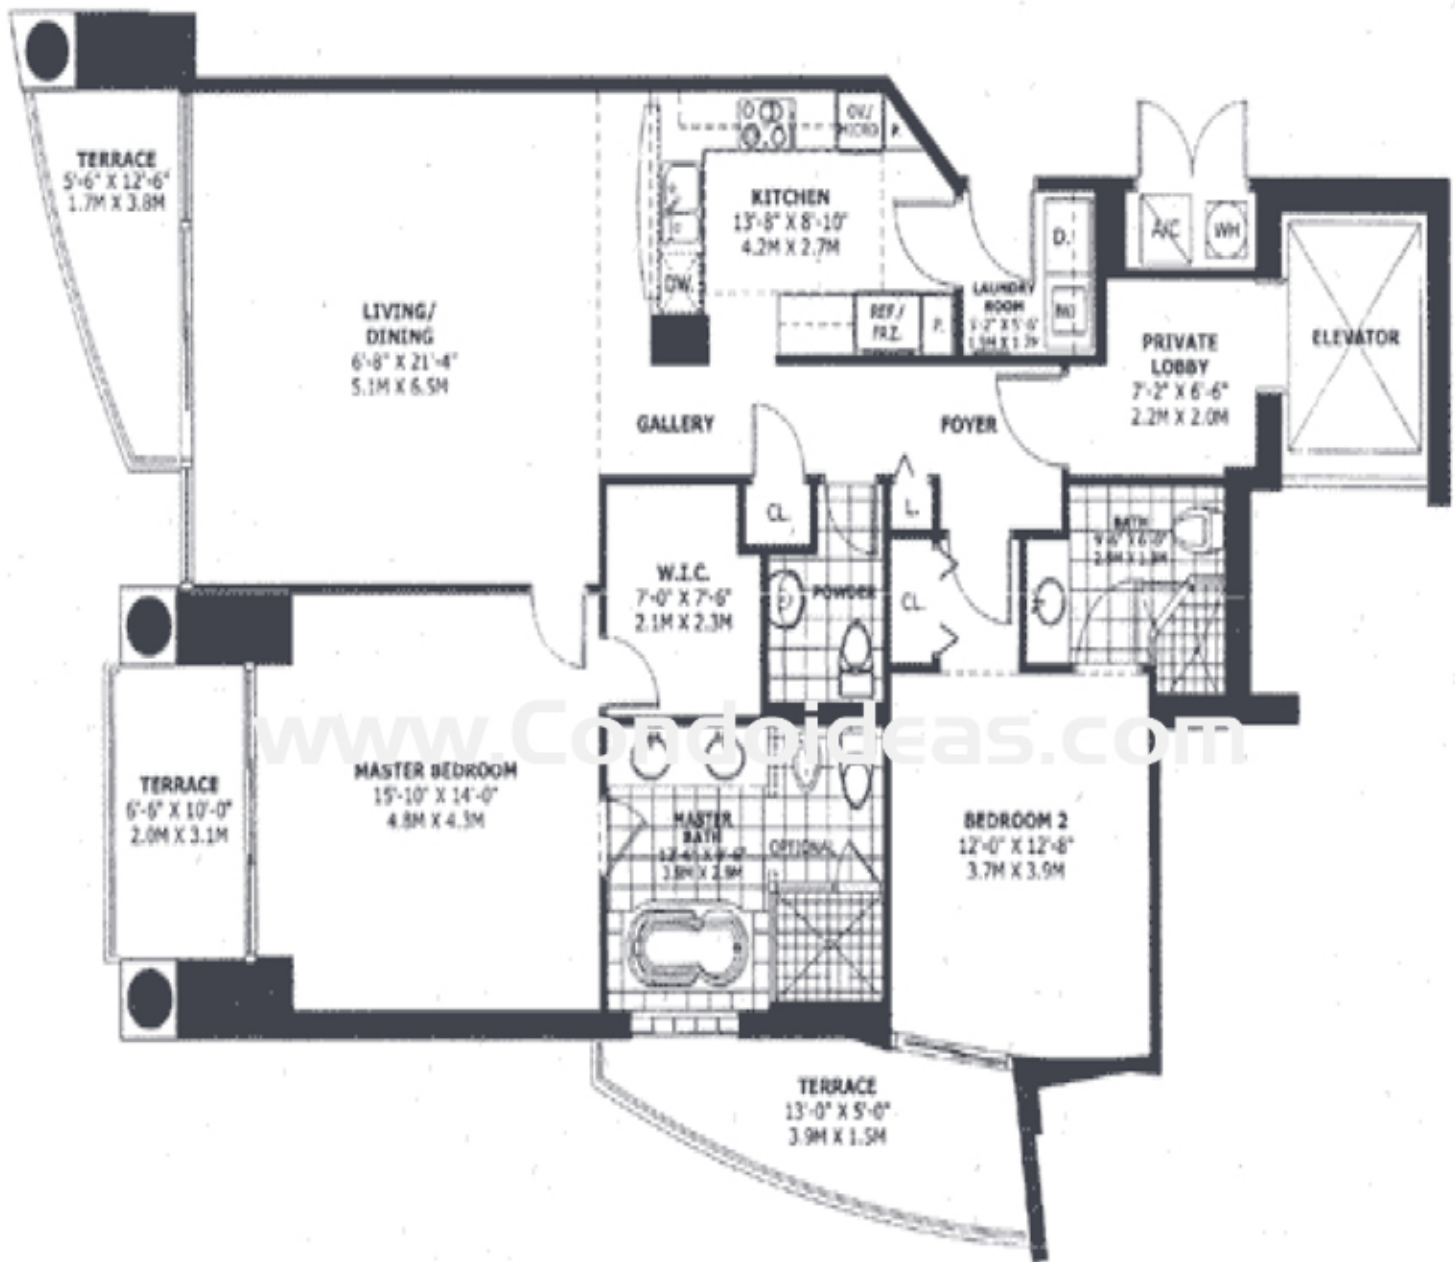 OV./
MICRO
P.
TERRACE
5'-6" X 12'-6"
1.7M X 3.8M
KITCHEN
13'-8" X 8'-10"
4.2M X 2.7M
DW.
REF./
FRZ.
P.
D.
LAUNDRY
ROOM
A/C
WH
LIVING/
DINING
6'-8" X 21'-4"
5.1M X 6.5M
PRIVATE
LOBBY
7'-2" X 6'-6"
2.2M X 2.0M
ELEVATOR
GALLERY
FOYER
CL.
L.
BATH
9'-6" X 6'-0"
W.I.C.
7'-0" X 7'-6"
2.1M X 2.3M
POWDER
CL.
www.Condoideas.com
TERRACE
6'-6" X 10'-0"
2.0M X 3.1M
MASTER BEDROOM
15'-10" X 14'-0"
4.8M X 4.3M
MASTER
BATH
3.8M X 2.9M
OPTIONAL
BEDROOM 2
12'-0" X 12'-8"
3.7M X 3.9M
TERRACE
13'-0" X 5'-0"
3.9M X 1.5M